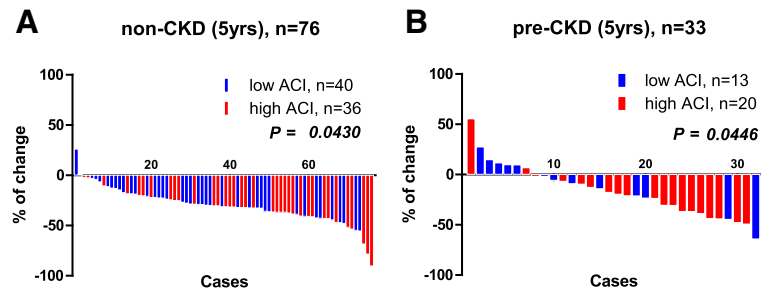 A
non-CKD (5yrs), n=76
% of change
100
50
0
-50
-100
20
40
60
low ACI, n=40
high ACI, n=36
P = 0.0430
Cases
B
pre-CKD (5yrs), n=33
% of change
100
50
0
-50
-100
10
20
30
low ACI, n=13
high ACI, n=20
P = 0.0446
Cases